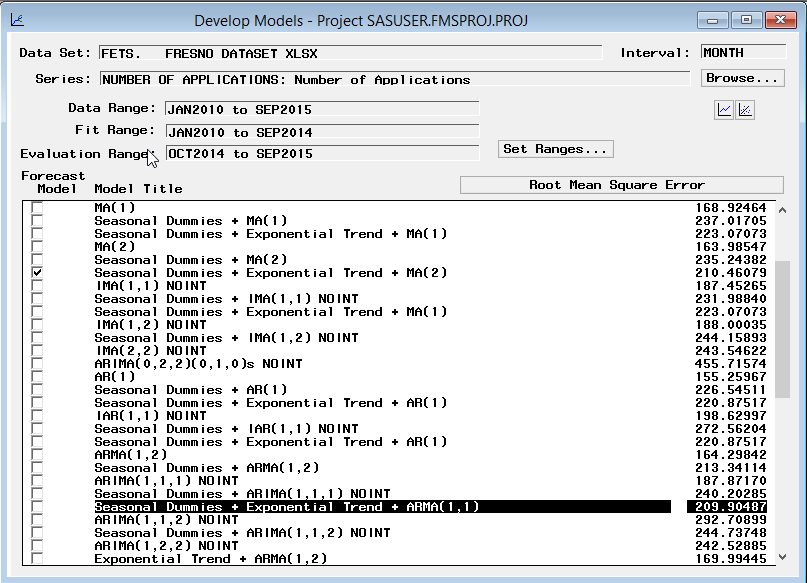 Develop Models - Project SASUSER.FMSPROJ.PROJ
Data Set: FETS. FRESNO DATASET XLSX Interval: MONTH
Series: NUMBER OF APPLICATIONS: Number of Applications Browse...
Data Range: JAN2010 to SEP2015
Fit Range: JAN2010 to SEP2014
Evaluation Range: OCT2014 to SEP2015 Set Ranges...
Forecast
Model Model Title Root Mean Square Error
MA(1) 168.92464
Seasonal Dummies + MA(1) 237.01705
Seasonal Dummies + Exponential Trend + MA(1) 223.07073
MA(2) 163.98547
Seasonal Dummies + MA(2) 235.24382
Seasonal Dummies + Exponential Trend + MA(2) 210.46079
IMA(1,1) NOINT 187.45265
Seasonal Dummies + IMA(1,1) NOINT 231.98840
Seasonal Dummies + Exponential Trend + MA(1) 223.07073
IMA(1,2) NOINT 188.00035
Seasonal Dummies + IMA(1,2) NOINT 244.15893
IMA(2,2) NOINT 243.54622
ARIMA(0,2,2)(0,1,0)s NOINT 455.71574
AR(1) 155.25967
Seasonal Dummies + AR(1) 226.54511
Seasonal Dummies + Exponential Trend + AR(1) 220.87517
IAR(1,1) NOINT 198.62997
Seasonal Dummies + IAR(1,1) NOINT 272.56204
Seasonal Dummies + Exponential Trend + AR(1) 220.87517
ARMA(1,2) 164.29842
Seasonal Dummies + ARMA(1,2) 213.34114
ARIMA(1,1,1) NOINT 187.87170
Seasonal Dummies + ARIMA(1,1,1) NOINT 240.20285
Seasonal Dummies + Exponential Trend + ARMA(1,1) 209.90487
ARIMA(1,1,2) NOINT 292.70899
Seasonal Dummies + ARIMA(1,1,2) NOINT 244.73748
ARIMA(1,2,2) NOINT 242.52885
Exponential Trend + ARMA(1,2) 169.99445